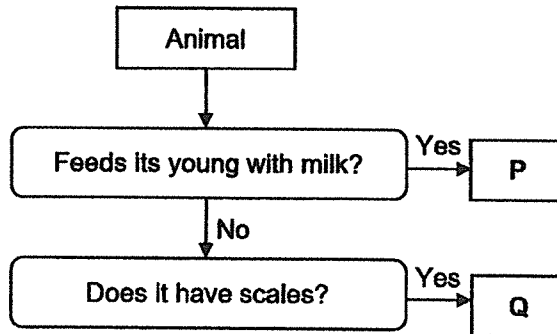 Animal
Feeds its young with milk?
Yes
P
No
Does it have scales?
Yes
Q